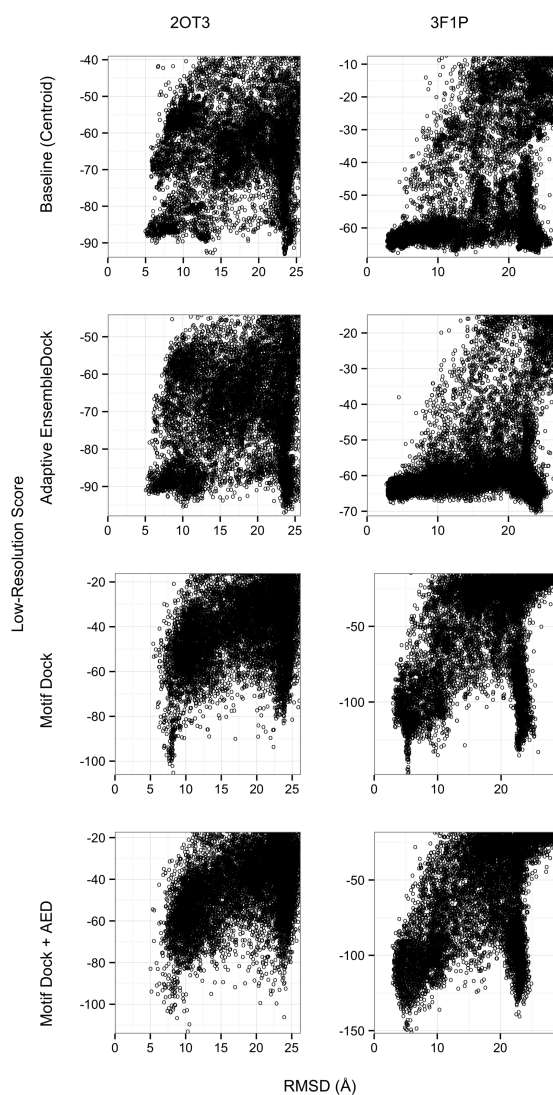 2OT3 3F1P
Low-Resolution Score
Baseline (Centroid)
-40
-50
-60
-70
-80
-90
0 5 10 15 20 25
-10
-20
-30
-40
-50
-60
0 10 20
Adaptive EnsembleDock
-50
-60
-70
-80
-90
0 5 10 15 20 25
-20
-30
-40
-50
-60
-70
0 10 20
Motif Dock
-20
-40
-60
-80
-100
0 5 10 15 20 25
-50
-100
0 10 20
Motif Dock + AED
-20
-40
-60
-80
-100
0 5 10 15 20 25
-50
-100
-150
0 10 20
RMSD (Å)